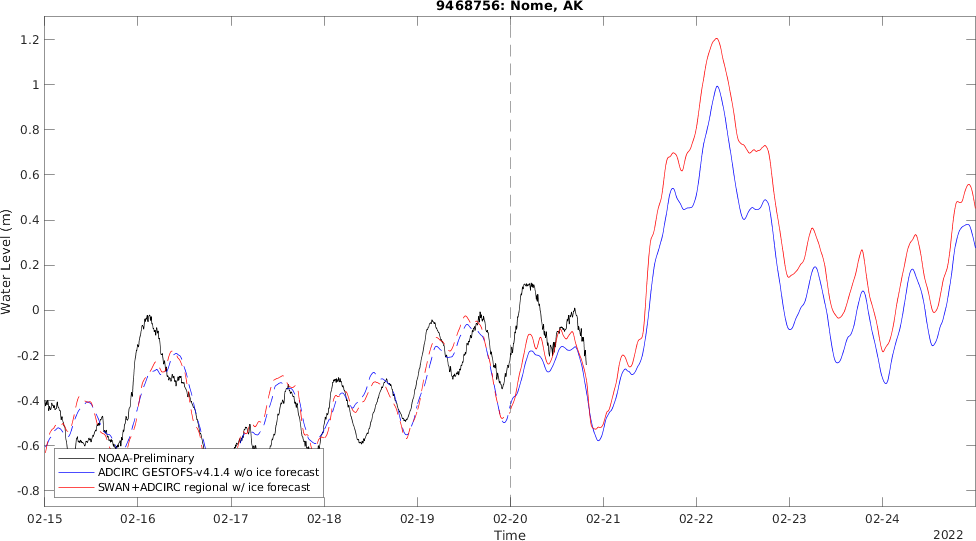 9468756: Nome, AK
1.2
1
0.8
0.6
0.4
0.2
0
-0.2
-0.4
-0.6
-0.8
Water Level (m)
NOAA-Preliminary
ADCIRC GESTOFS-v4.1.4 w/o ice forecast
SWAN+ADCIRC regional w/ ice forecast
02-15 02-16 02-17 02-18 02-19 02-20 02-21 02-22 02-23 02-24
Time
2022